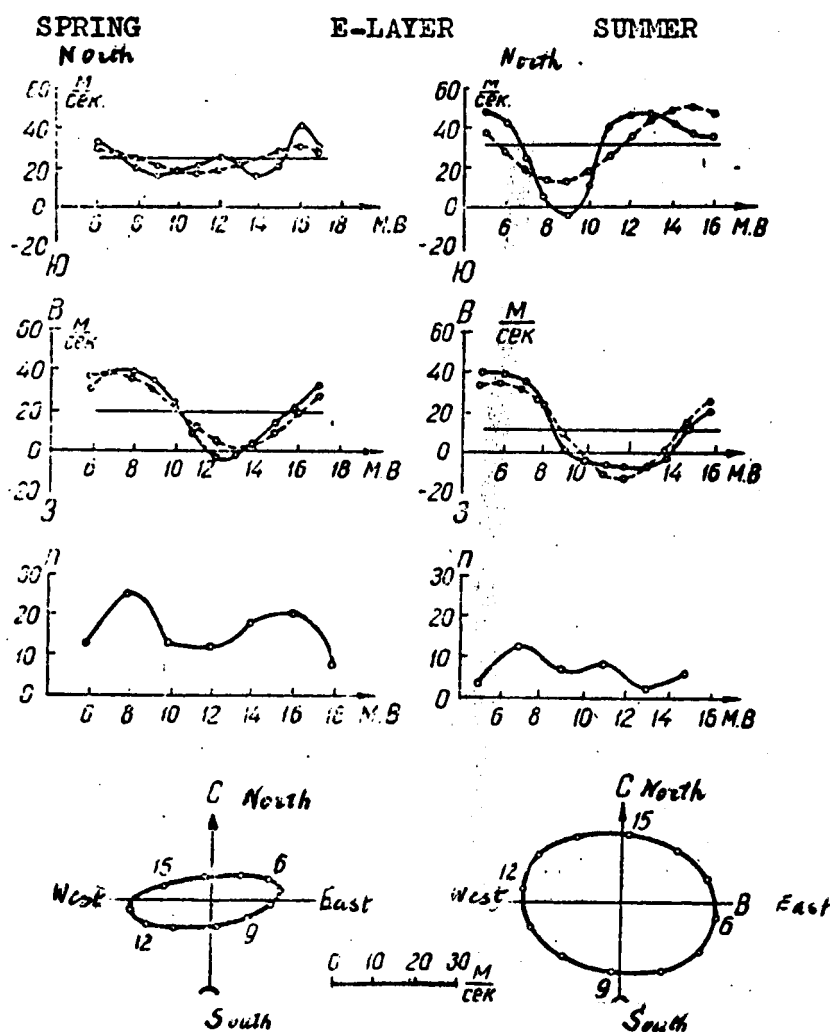 SPRING E-LAYER SUMMER
North North
60 М/сек. 60 М/сек.
40 40
20 20
0 6 8 10 12 14 16 18 М.В 0 6 8 10 12 14 16 М.В
-20 -20
Ю Ю
В М/сек В М/сек
60 60
40 40
20 20
0 6 8 10 12 14 16 18 М.В 0 6 8 10 12 14 16 М.В
-20 -20
З З
n n
30 30
20 20
10 10
0 0
6 8 10 12 14 16 18 М.В 6 8 10 12 14 16 М.В
С North С North
15 6 15
West East 12 West В East
12 9 6
0 10 20 30 М/сек 9
South South